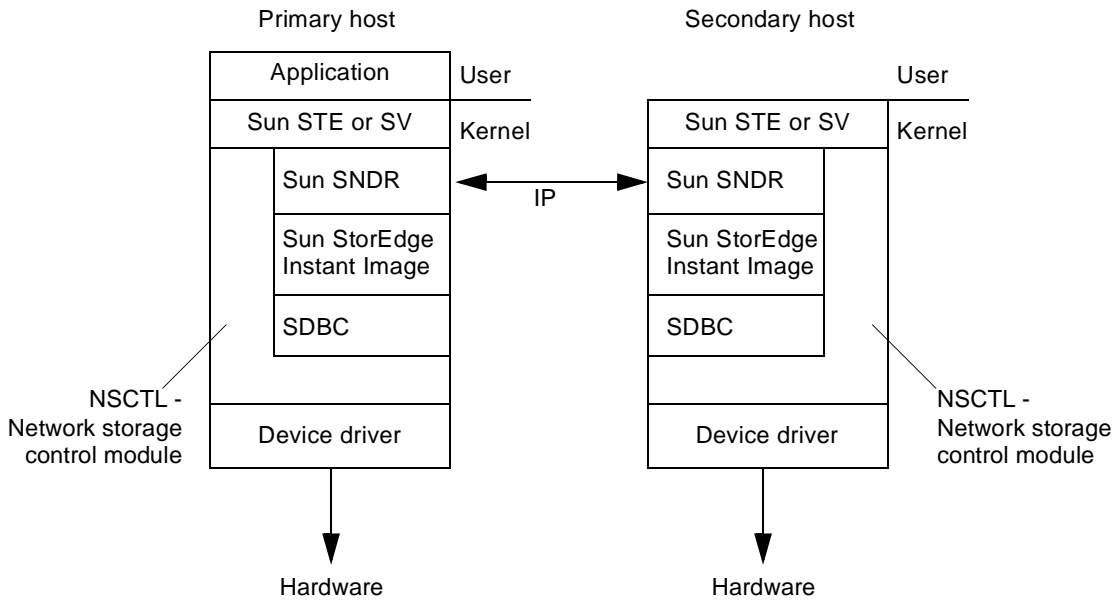 Primary host
Secondary host
Application
User
User
Sun STE or SV
Kernel
Sun STE or SV
Kernel
Sun SNDR
IP
Sun SNDR
Sun StorEdge
Instant Image
Sun StorEdge
Instant Image
SDBC
SDBC
NSCTL -
Network storage
control module
NSCTL -
Network storage
control module
Device driver
Device driver
Hardware
Hardware